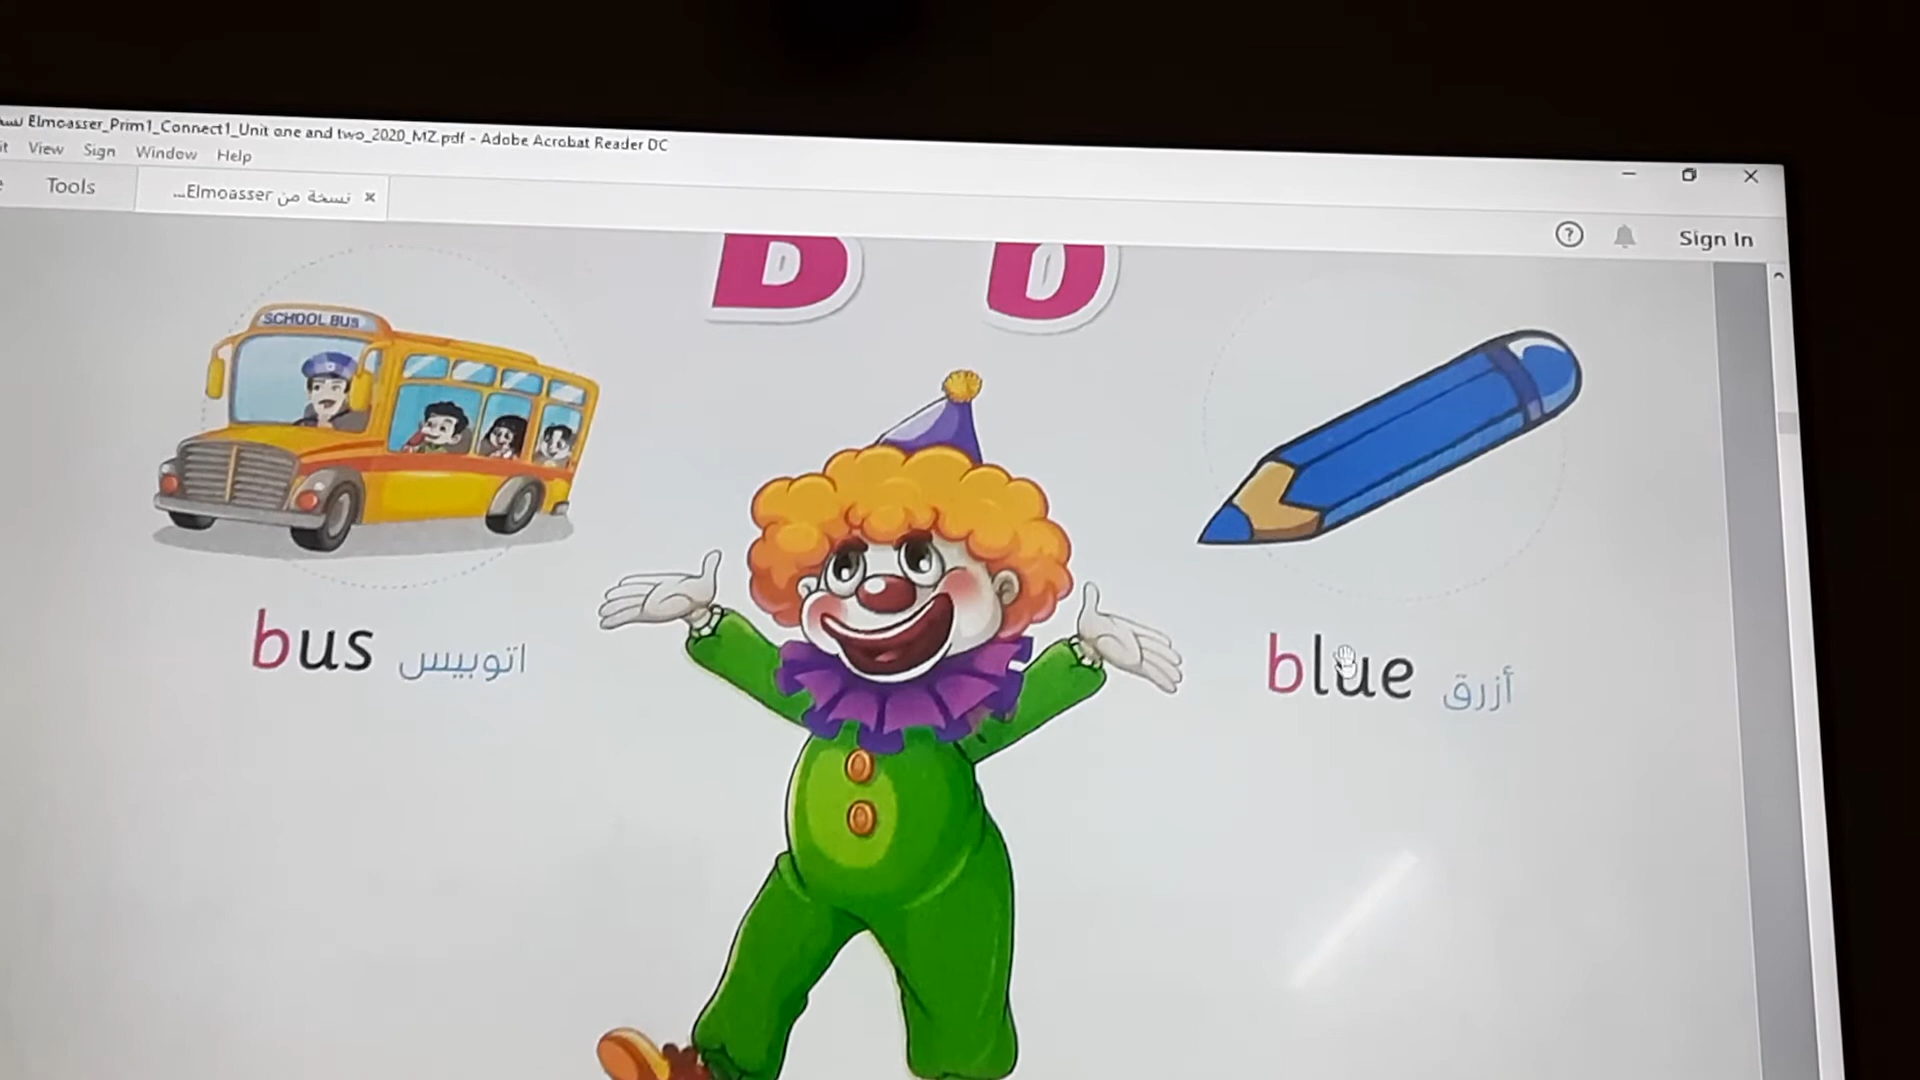 Elmoasser_Prim1_Connect1_Unit one and two_2020_MZ.pdf - Adobe Acrobat Reader DC
View Sign Window Help
Tools
نسخة من Elmoasser...
Sign In
B b
SCHOOL BUS
bus اتوبيس
blue أزرق